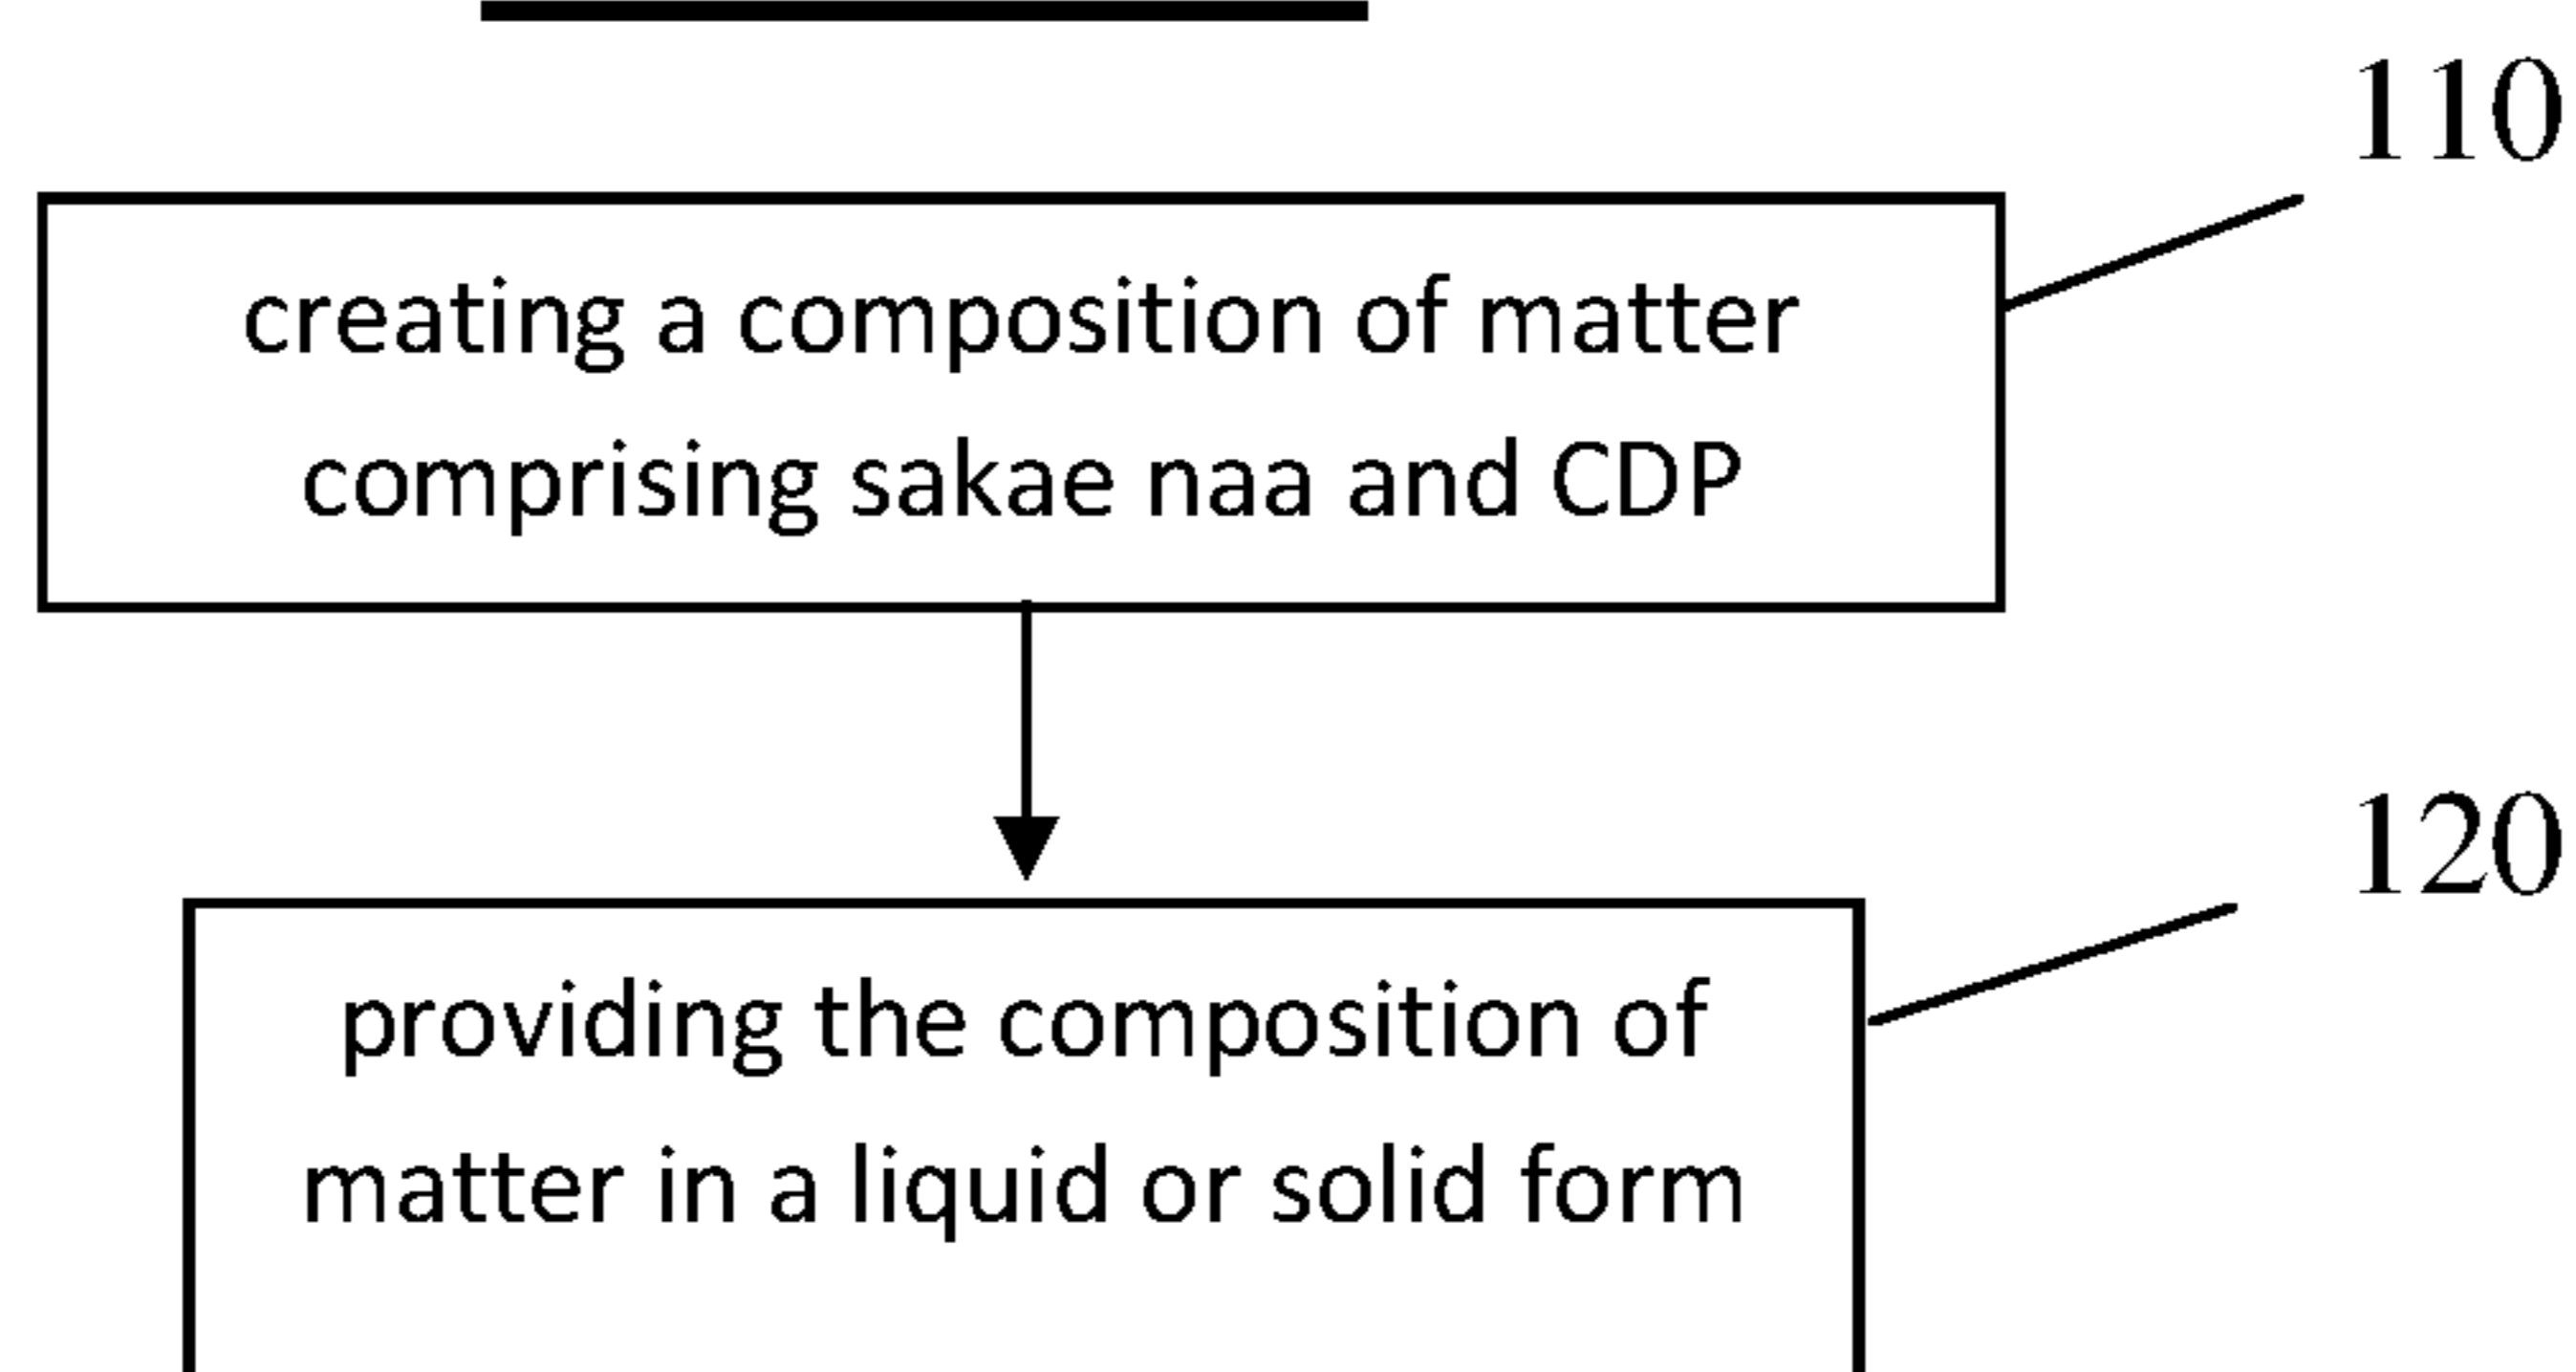 110
creating a composition of matter
comprising sakae naa and CDP
120
providing the composition of
matter in a liquid or solid form